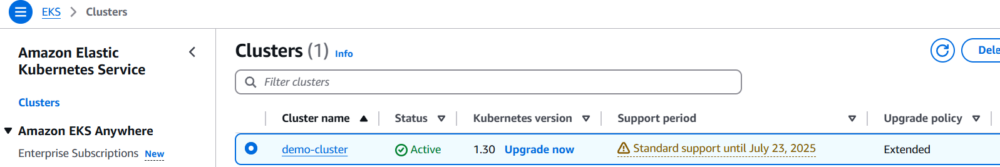 EKS > Clusters
Amazon Elastic
Kubernetes Service
Clusters
Amazon EKS Anywhere
Enterprise Subscriptions New
Clusters (1) Info
Filter clusters
Cluster name Status Kubernetes version Support period Upgrade policy
demo-cluster Active 1.30 Upgrade now Standard support until July 23, 2025 Extended